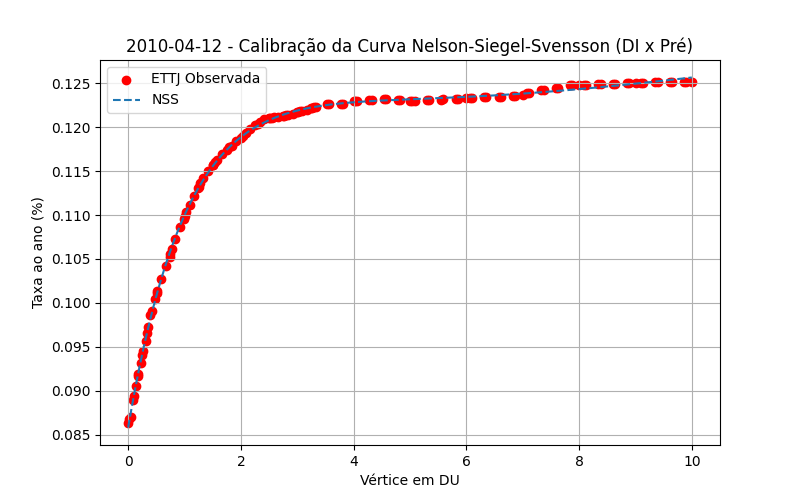 2010-04-12 - Calibração da Curva Nelson-Siegel-Svensson (DI x Pré)
ETTJ Observada
NSS
Taxa ao ano (%)
0.125
0.120
0.115
0.110
0.105
0.100
0.095
0.090
0.085
0 2 4 6 8 10
Vértice em DU